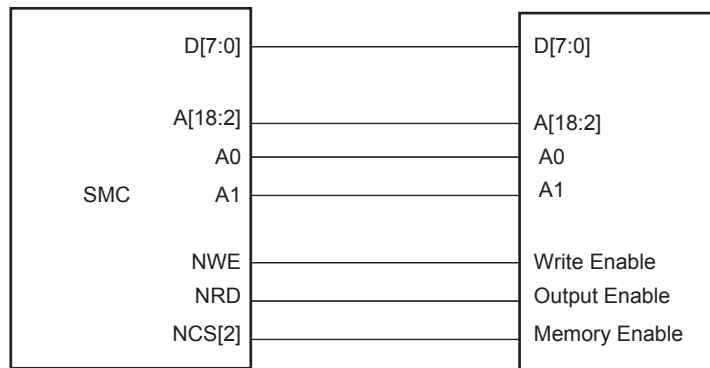 D[7:0] D[7:0]
A[18:2] A[18:2]
A0 A0
SMC A1 A1
NWE Write Enable
NRD Output Enable
NCS[2] Memory Enable